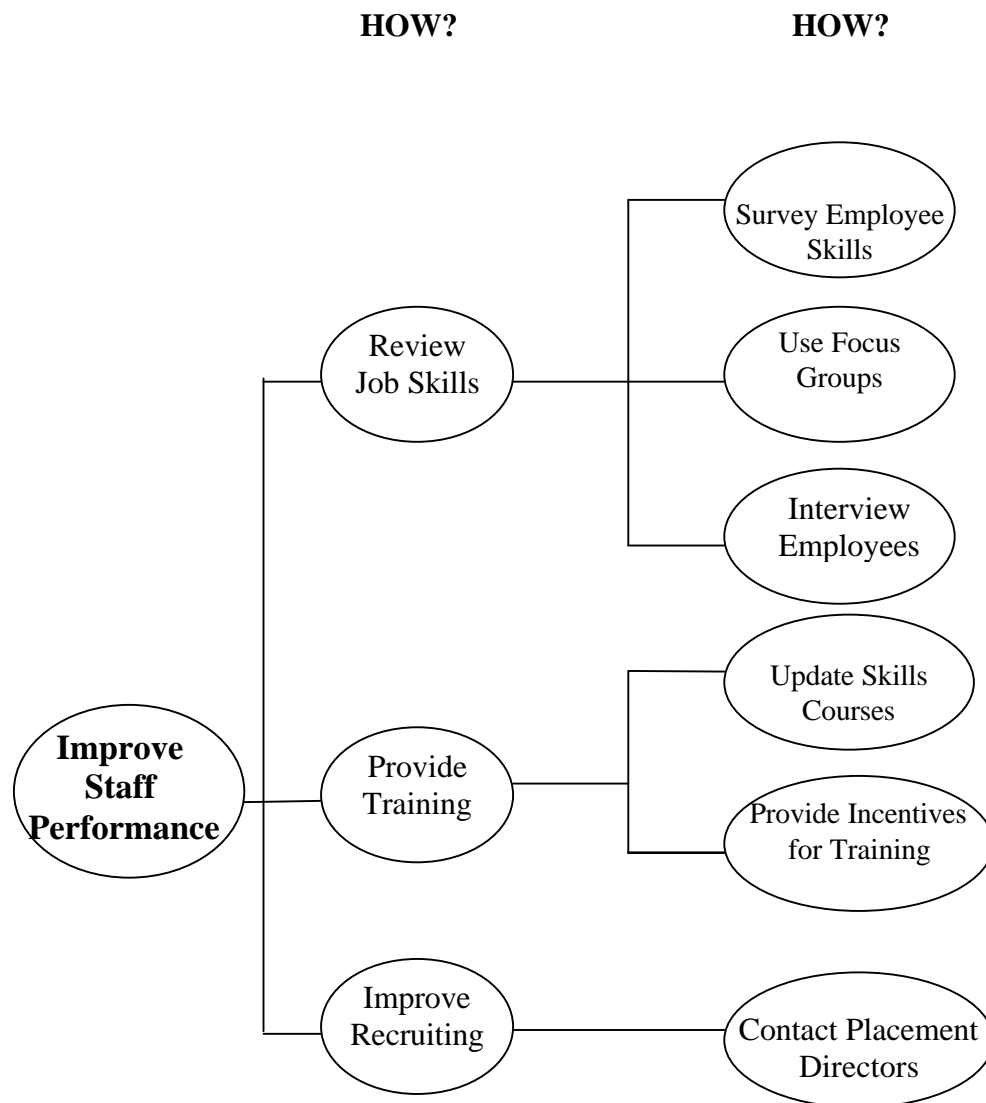 HOW?
HOW?
Survey Employee
Skills
Review
Job Skills
Use Focus
Groups
Interview
Employees
Update Skills
Courses
Improve
Staff
Performance
Provide
Training
Provide Incentives
for Training
Improve
Recruiting
Contact Placement
Directors